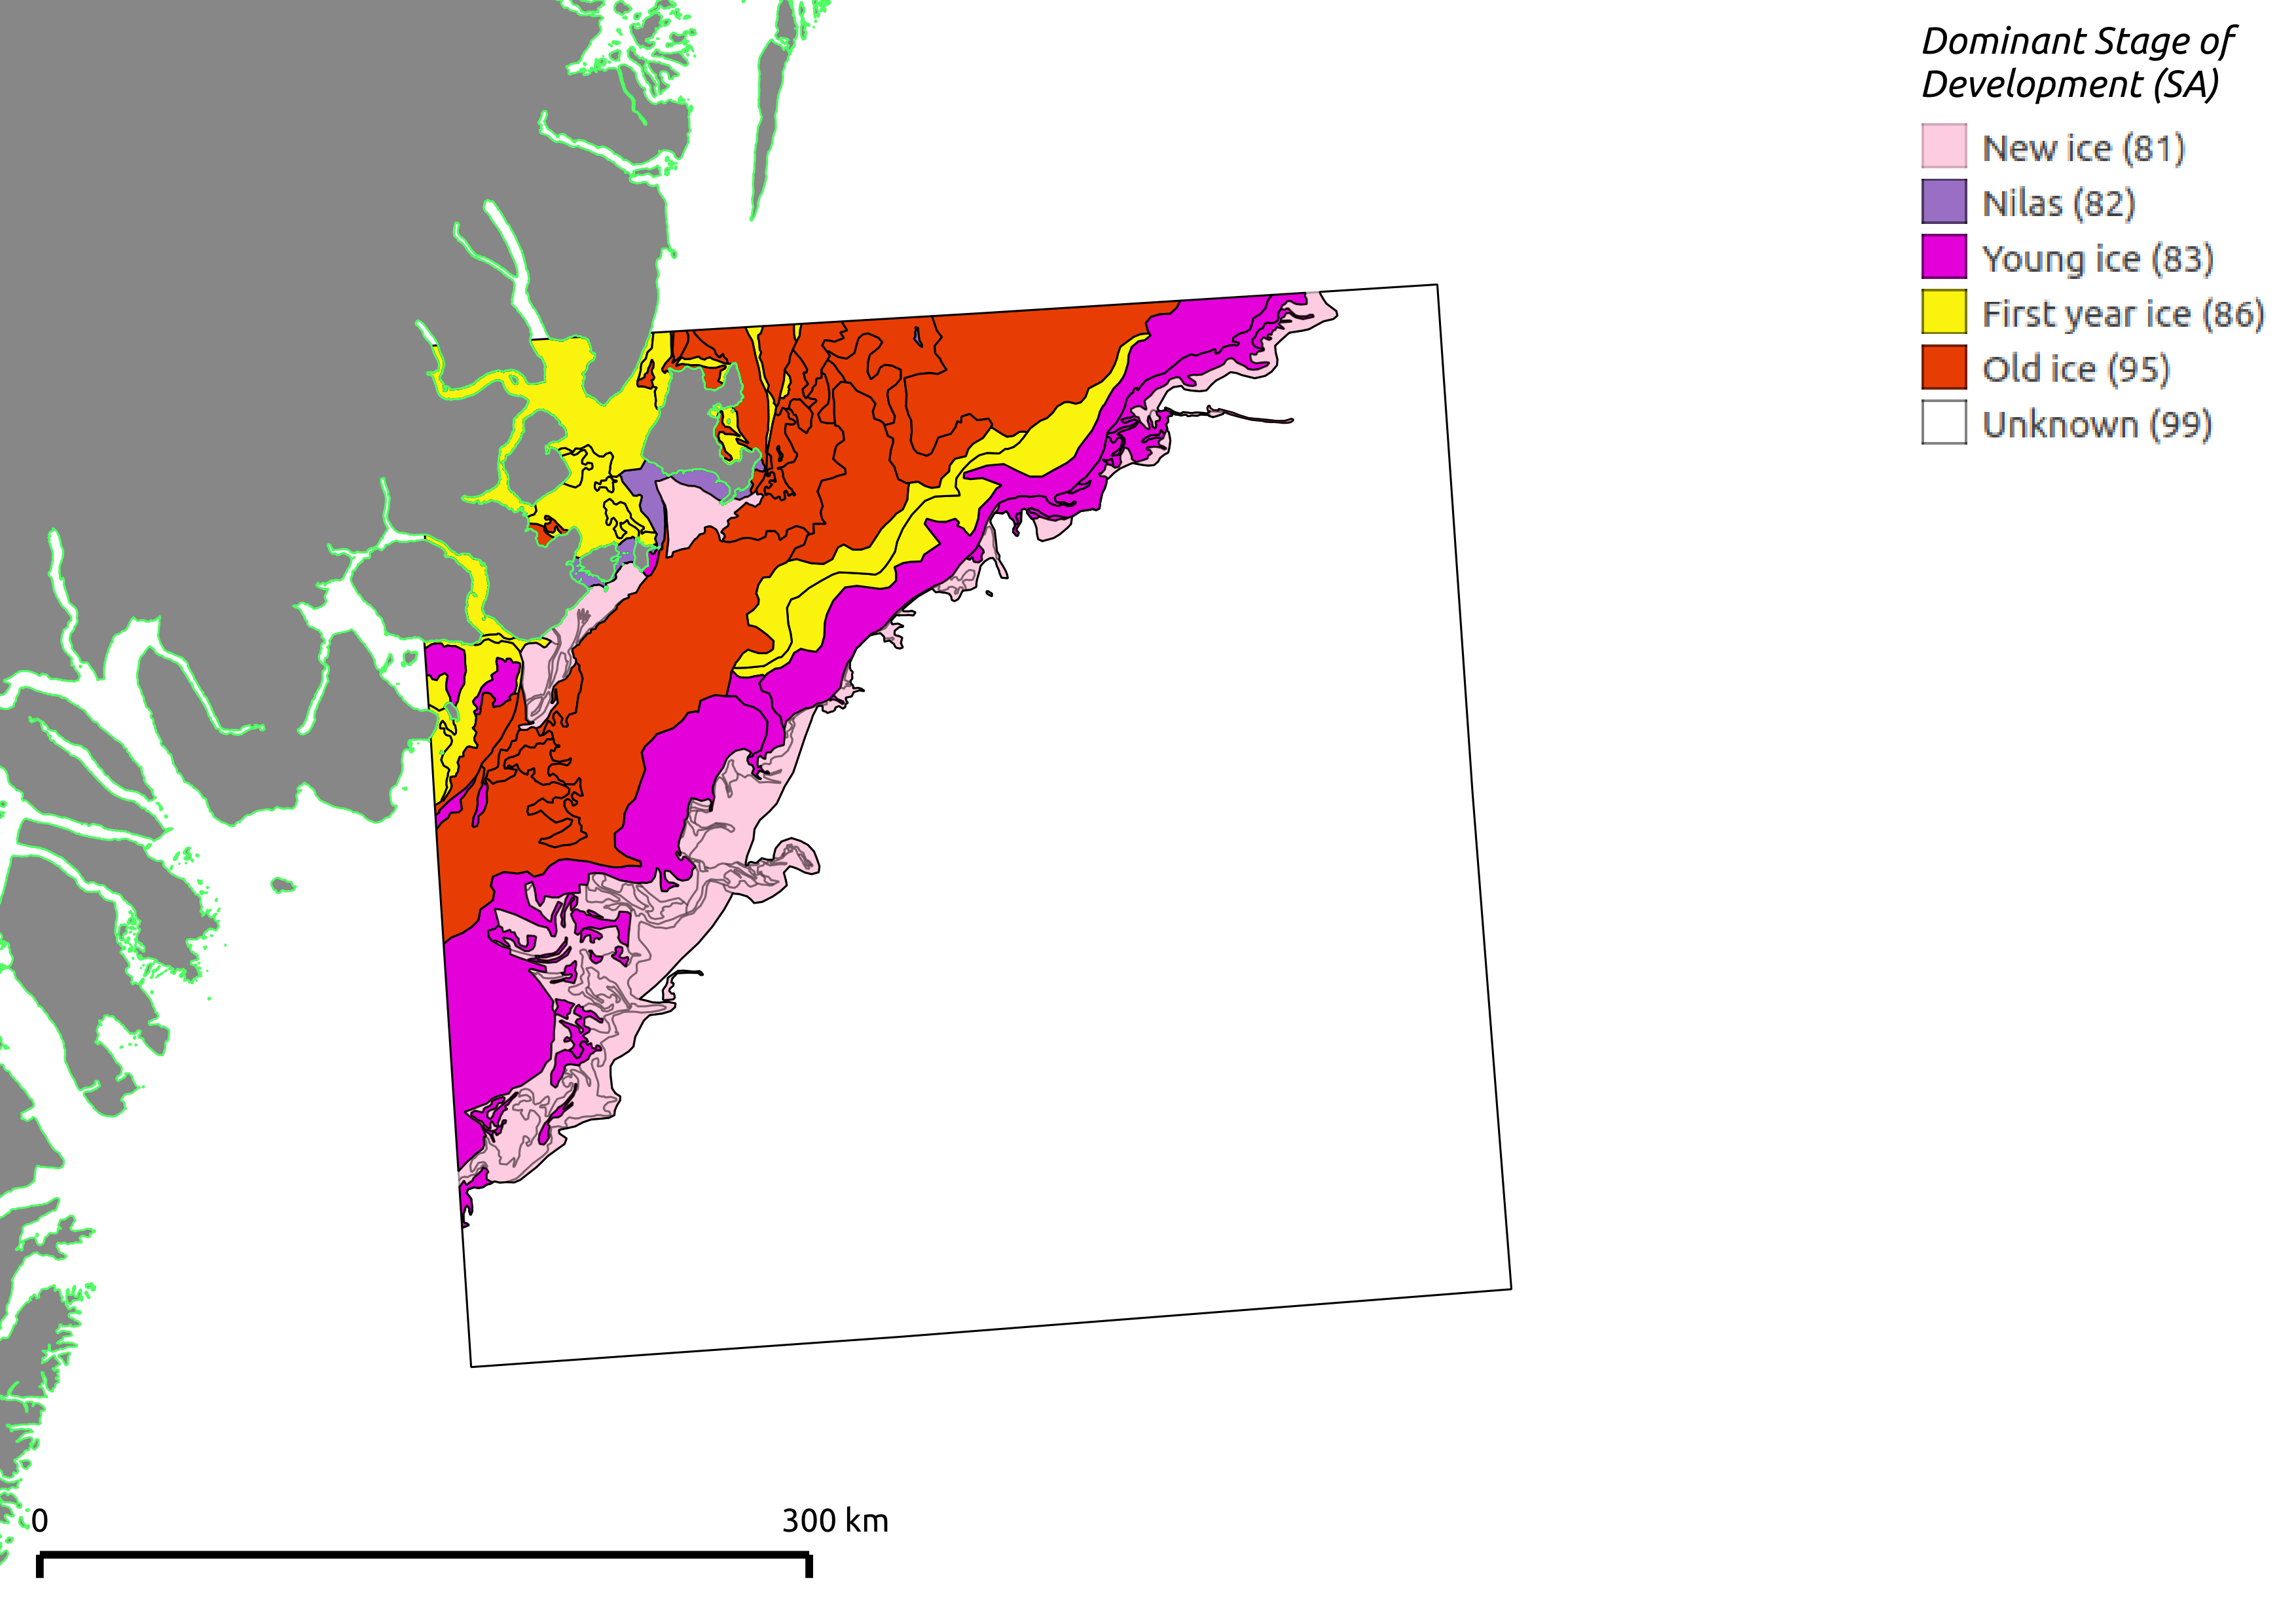 Dominant Stage of
Development (SA)
New ice (81)
Nilas (82)
Young ice (83)
First year ice (86)
Old ice (95)
Unknown (99)
0 300 km